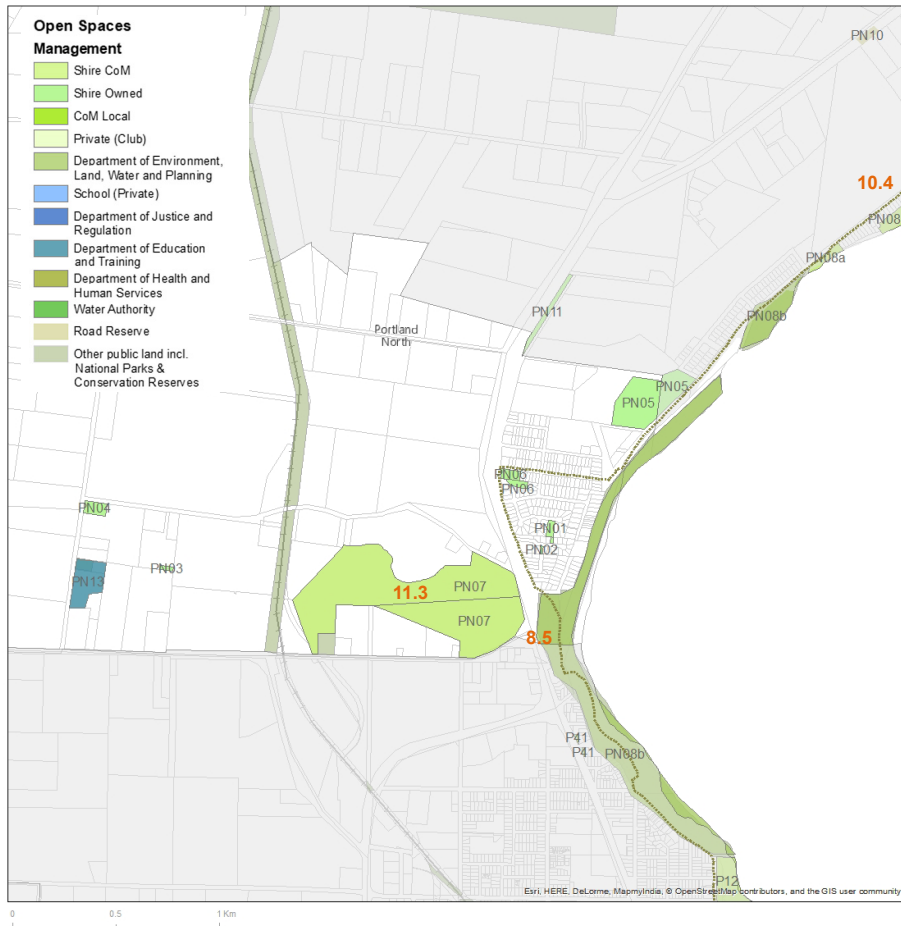 Open Spaces
Management
Shire CoM
Shire Owned
CoM Local
Private (Club)
Department of Environment,
Land, Water and Planning
School (Private)
Department of Justice and
Regulation
Department of Education
and Training
Department of Health and
Human Services
Water Authority
Road Reserve
Other public land incl.
National Parks &
Conservation Reserves
PN10
10.4
PN08
PN08a
PN11
PN08b
Portland
North
PN05
PN05
PN06
PN06
PN04
PN01
PN02
PN03
PN13
PN07
11.3
PN07
8.5
P41
P41
PN08b
P12
Esri, HERE, DeLorme, MapmyIndia, © OpenStreetMap contributors, and the GIS user community
0 0.5 1 Km